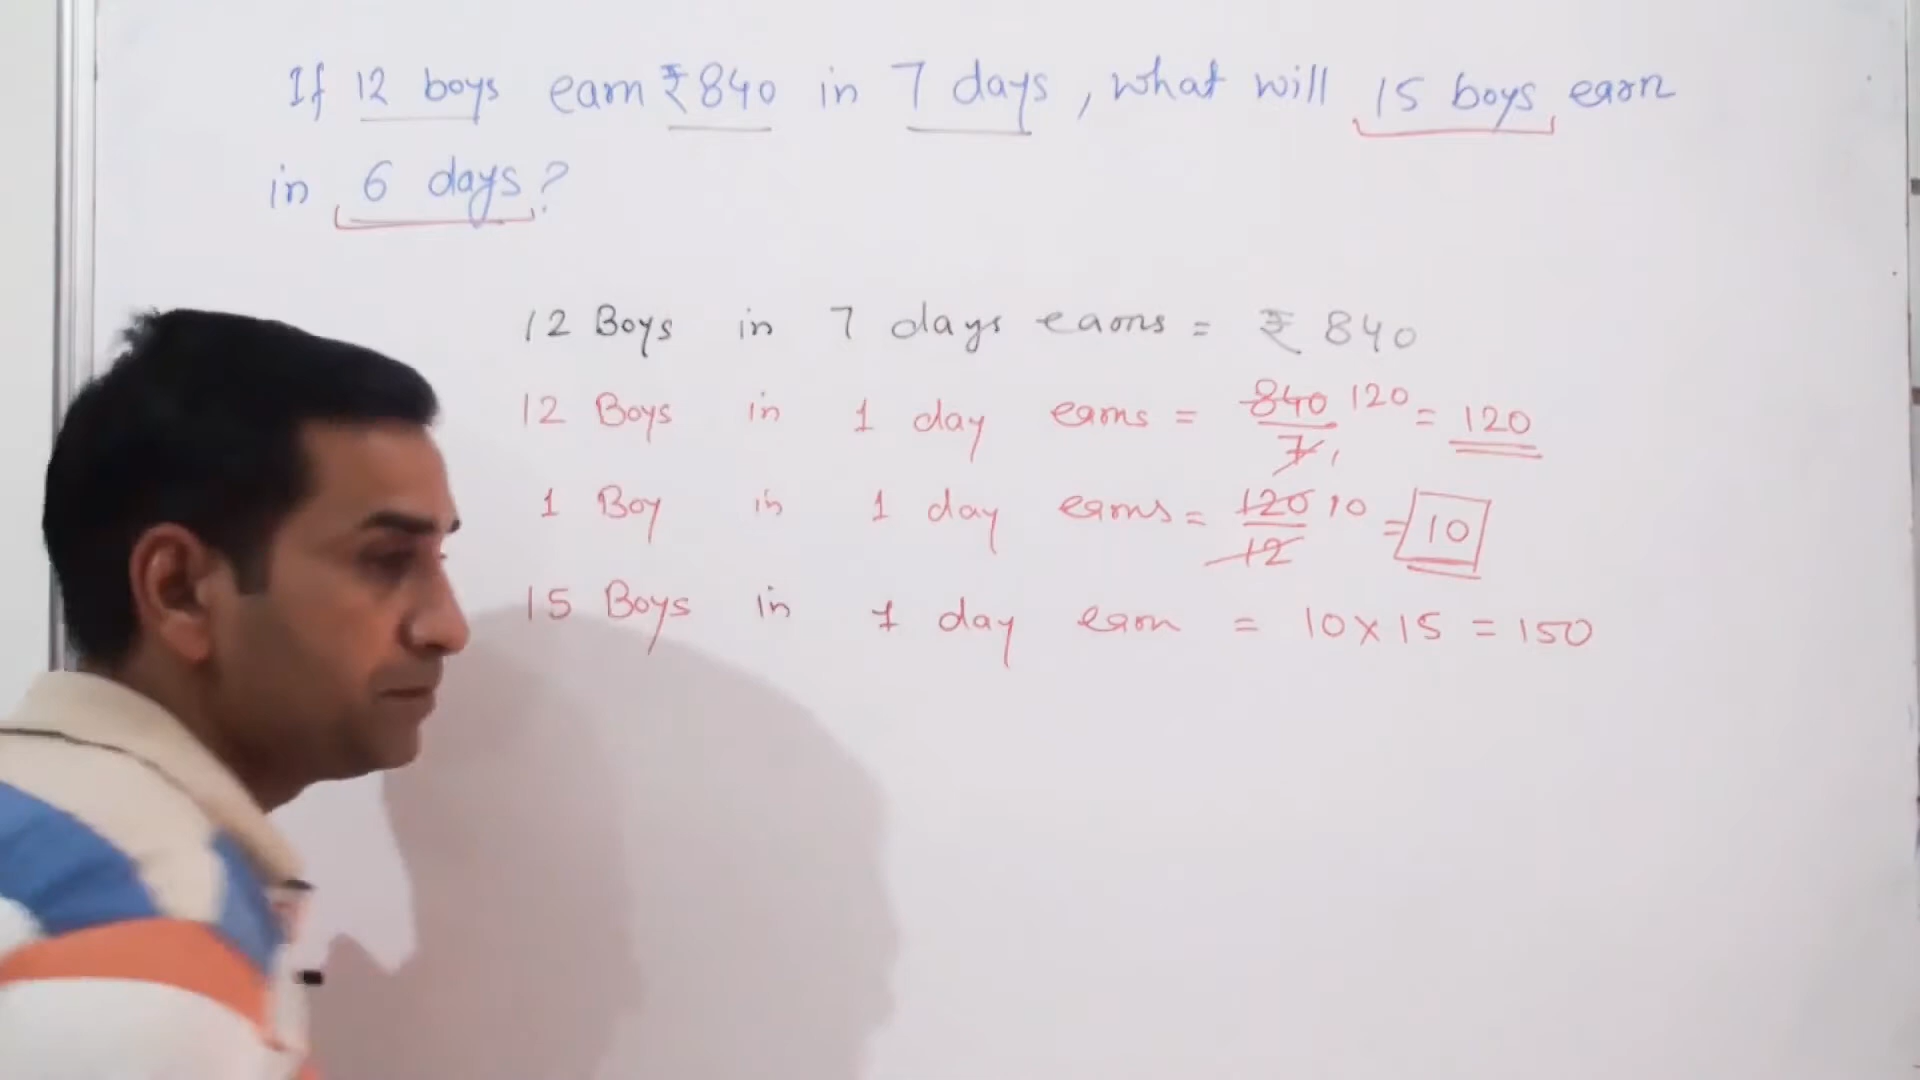 If 12 boys earn ₹840 in 7 days, what will 15 boys earn
in 6 days?
12 Boys in 7 days earns = ₹ 840
12 Boys in 1 day earns = 840/7 120 1 = 120
1 Boy in 1 day earns = 120/12 10 = 10
15 Boys in 1 day earn = 10 x 15 = 150